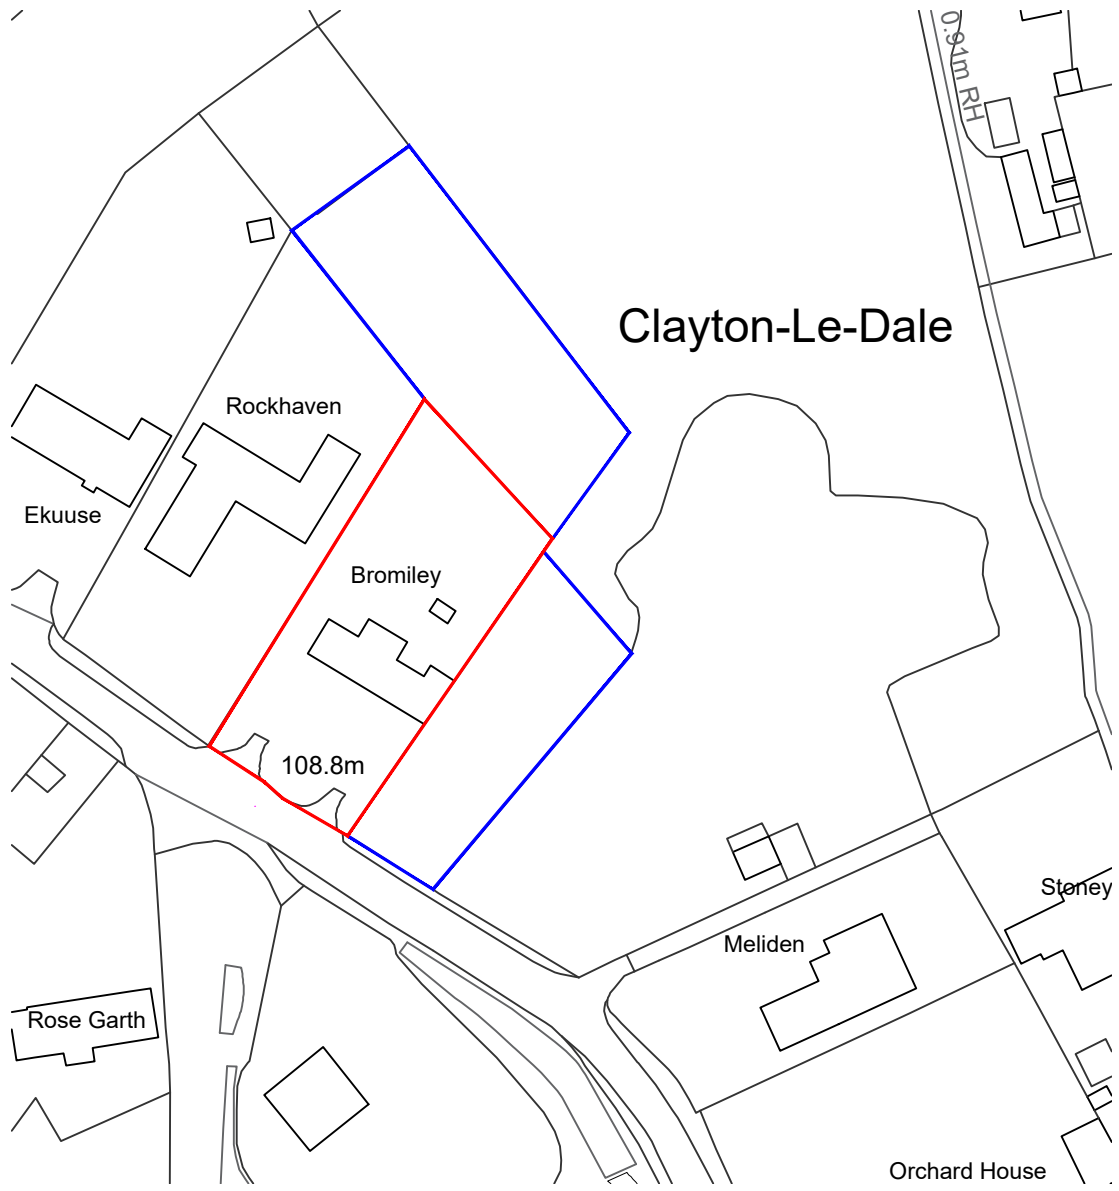 0.91m RH
Clayton-Le-Dale
Rockhaven
Ekuuse
Bromiley
108.8m
Stoney
Meliden
Rose Garth
Orchard House